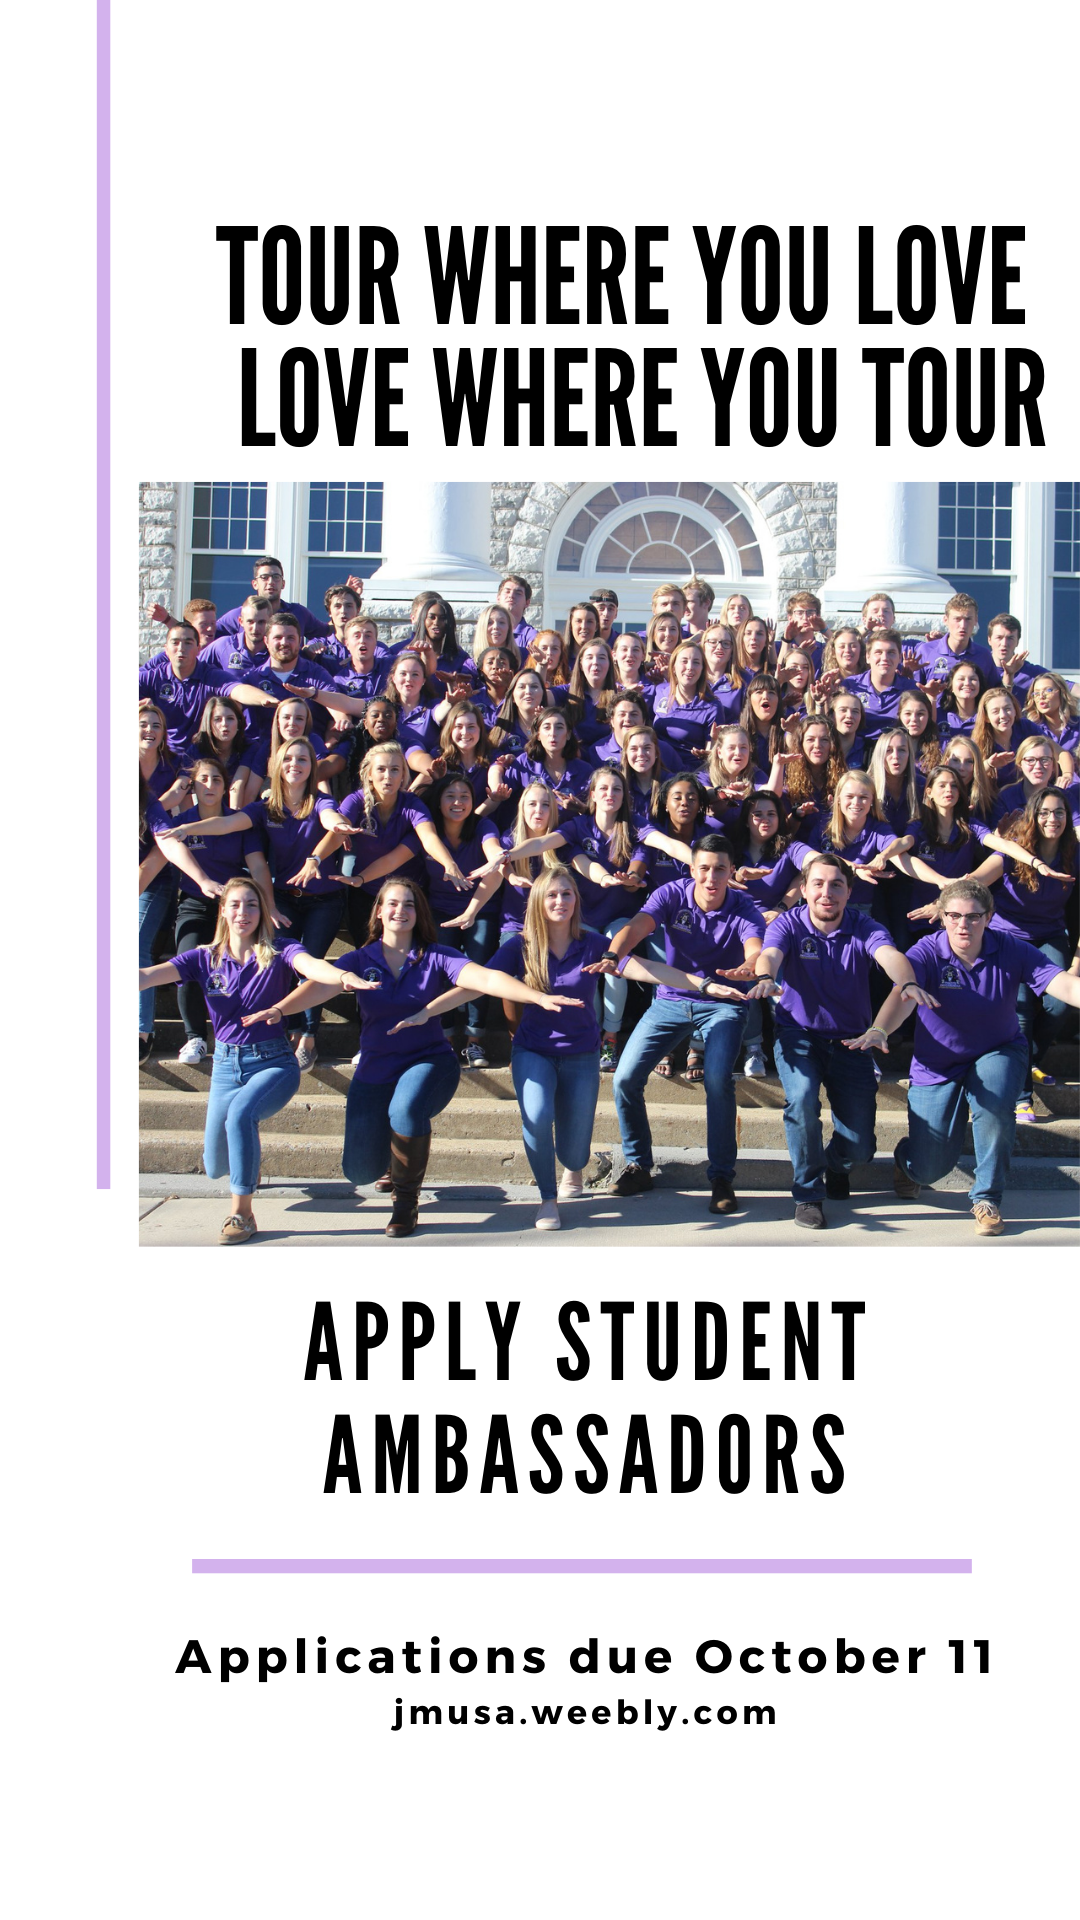 TOUR WHERE YOU LOVE
LOVE WHERE YOU TOUR
APPLY STUDENT
AMBASSADORS
Applications due October 11
jmusa.weebly.com